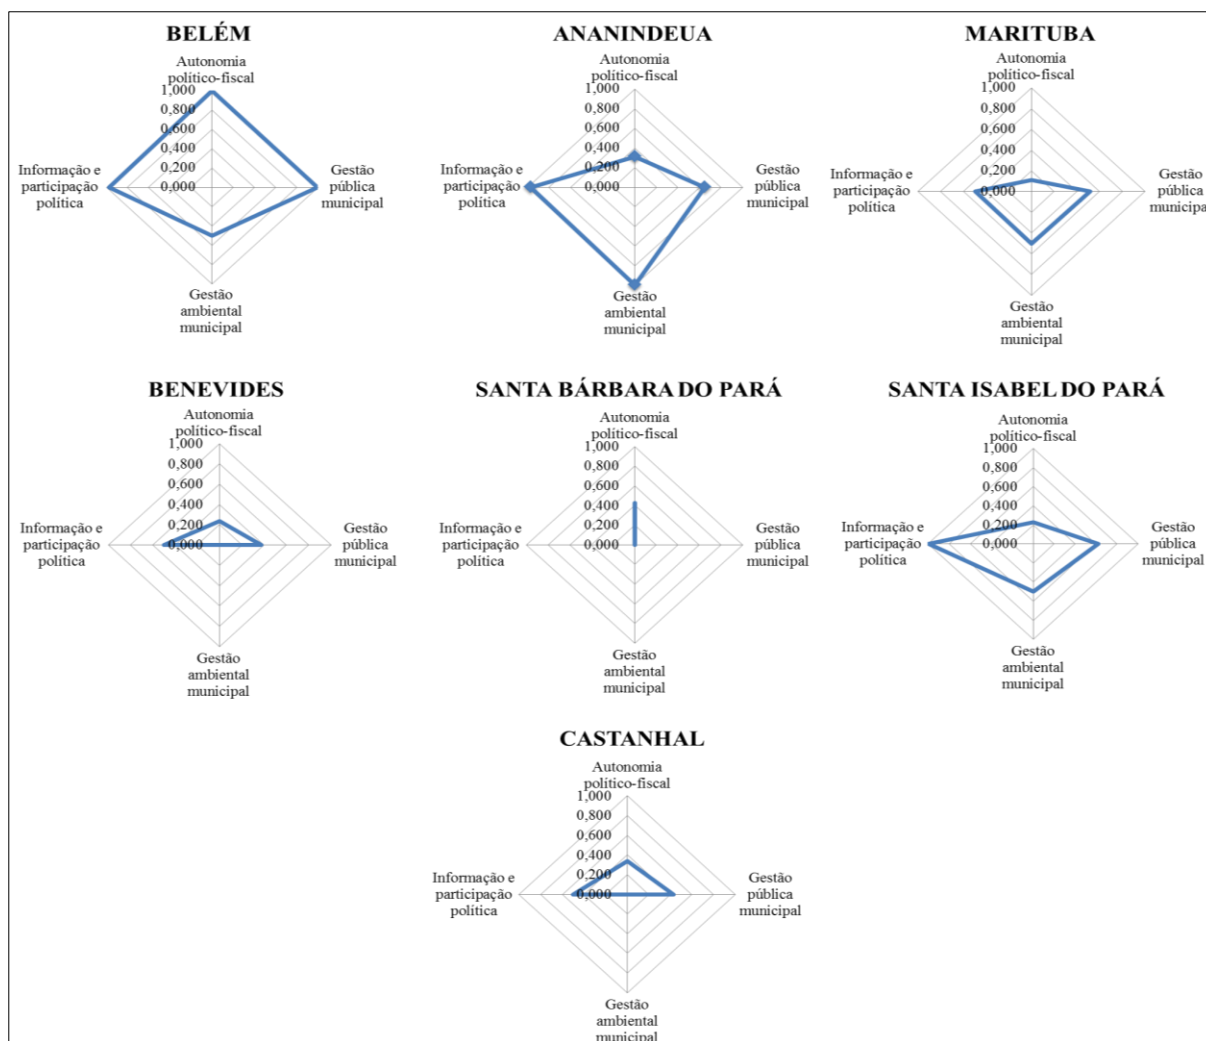 BELÉM
Autonomia
político-fiscal
1,000
0,800
0,600
0,400
0,200
0,000
Informação e
participação
política
Gestão
pública
municipal
Gestão
ambiental
municipal
ANANINDEUA
Autonomia
político-fiscal
1,000
0,800
0,600
0,400
0,200
0,000
Informação e
participação
política
Gestão
pública
municipal
Gestão
ambiental
municipal
MARITUBA
Autonomia
político-fiscal
1,000
0,800
0,600
0,400
0,200
0,000
Informação e
participação
política
Gestão
pública
municipal
Gestão
ambiental
municipal
BENEVIDES
Autonomia
político-fiscal
1,000
0,800
0,600
0,400
0,200
0,000
Informação e
participação
política
Gestão
pública
municipal
Gestão
ambiental
municipal
SANTA BÁRBARA DO PARÁ
Autonomia
político-fiscal
1,000
0,800
0,600
0,400
0,200
0,000
Informação e
participação
política
Gestão
pública
municipal
Gestão
ambiental
municipal
SANTA ISABEL DO PARÁ
Autonomia
político-fiscal
1,000
0,800
0,600
0,400
0,200
0,000
Informação e
participação
política
Gestão
pública
municipal
Gestão
ambiental
municipal
CASTANHAL
Autonomia
político-fiscal
1,000
0,800
0,600
0,400
0,200
0,000
Informação e
participação
política
Gestão
pública
municipal
Gestão
ambiental
municipal